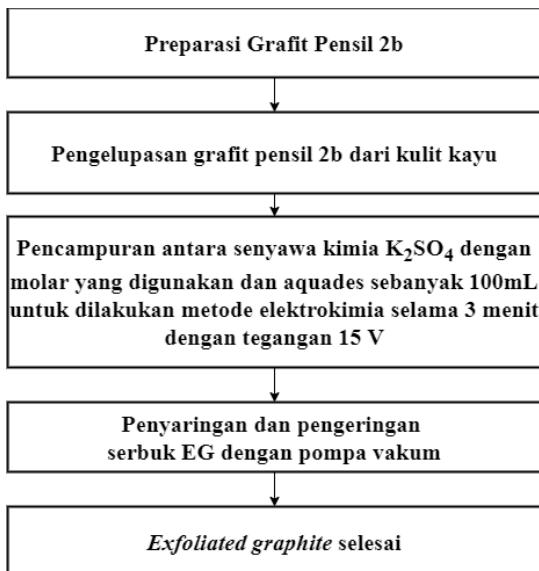 Preparasi Grafit Pensil 2b
Pengelupasan grafit pensil 2b dari kulit kayu
Pencampuran antara senyawa kimia K₂SO₄ dengan
molar yang digunakan dan aquades sebanyak 100mL
untuk dilakukan metode elektrokimia selama 3 menit
dengan tegangan 15 V
Penyaringan dan pengeringan
serbuk EG dengan pompa vakum
Exfoliated graphite selesai